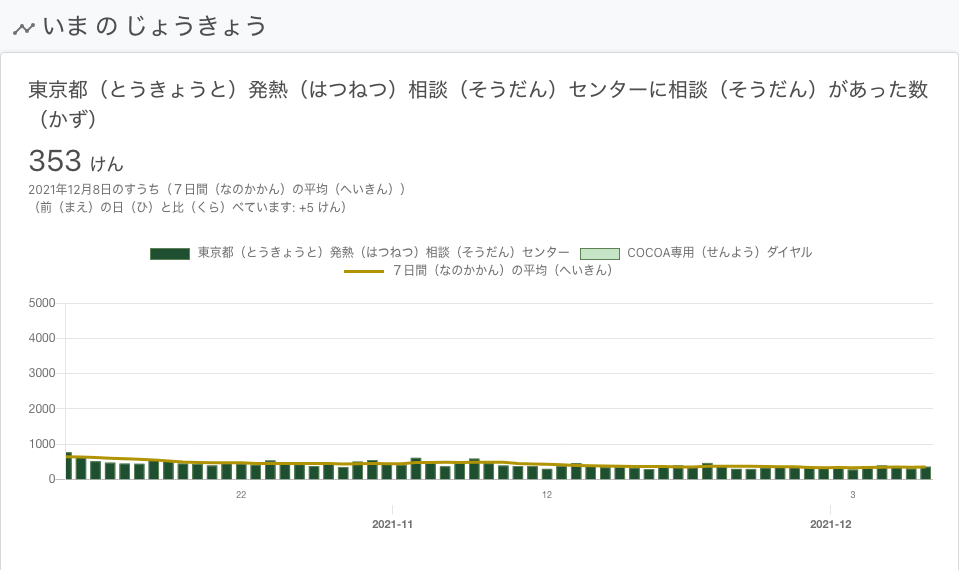 いま の じょうきょう
東京都（とうきょうと）発熱（はつねつ）相談（そうだん）センターに相談（そうだん）があった数
（かず）
353 けん
2021年12月8日のすうち（７日間（なのかかん）の平均（へいきん））
（前（まえ）の日（ひ）と比（くら）べています: +5 けん）
東京都（とうきょうと）発熱（はつねつ）相談（そうだん）センター COCOA専用（せんよう）ダイヤル
７日間（なのかかん）の平均（へいきん）
5000
4000
3000
2000
1000
0
22 12 3
2021-11 2021-12